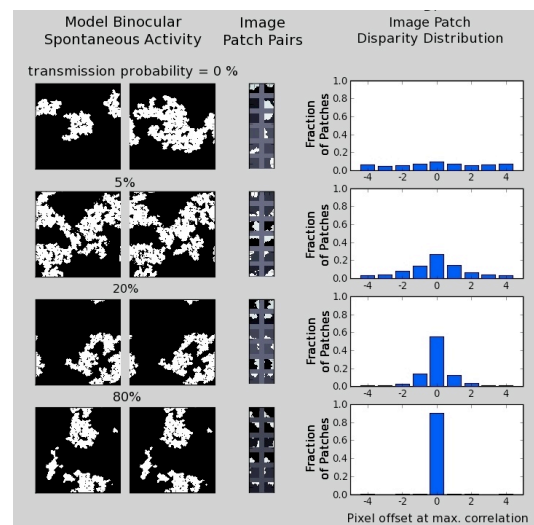 Model Binocular
Spontaneous Activity
Image
Patch Pairs
Image Patch
Disparity Distribution
transmission probability = 0 %
5%
20%
80%
Fraction
of Patches
1.0
0.8
0.6
0.4
0.2
0.0
-4 -2 0 2 4
Fraction
of Patches
1.0
0.8
0.6
0.4
0.2
0.0
-4 -2 0 2 4
Fraction
of Patches
1.0
0.8
0.6
0.4
0.2
0.0
-4 -2 0 2 4
Fraction
of Patches
1.0
0.8
0.6
0.4
0.2
0.0
-4 -2 0 2 4
Pixel offset at max. correlation